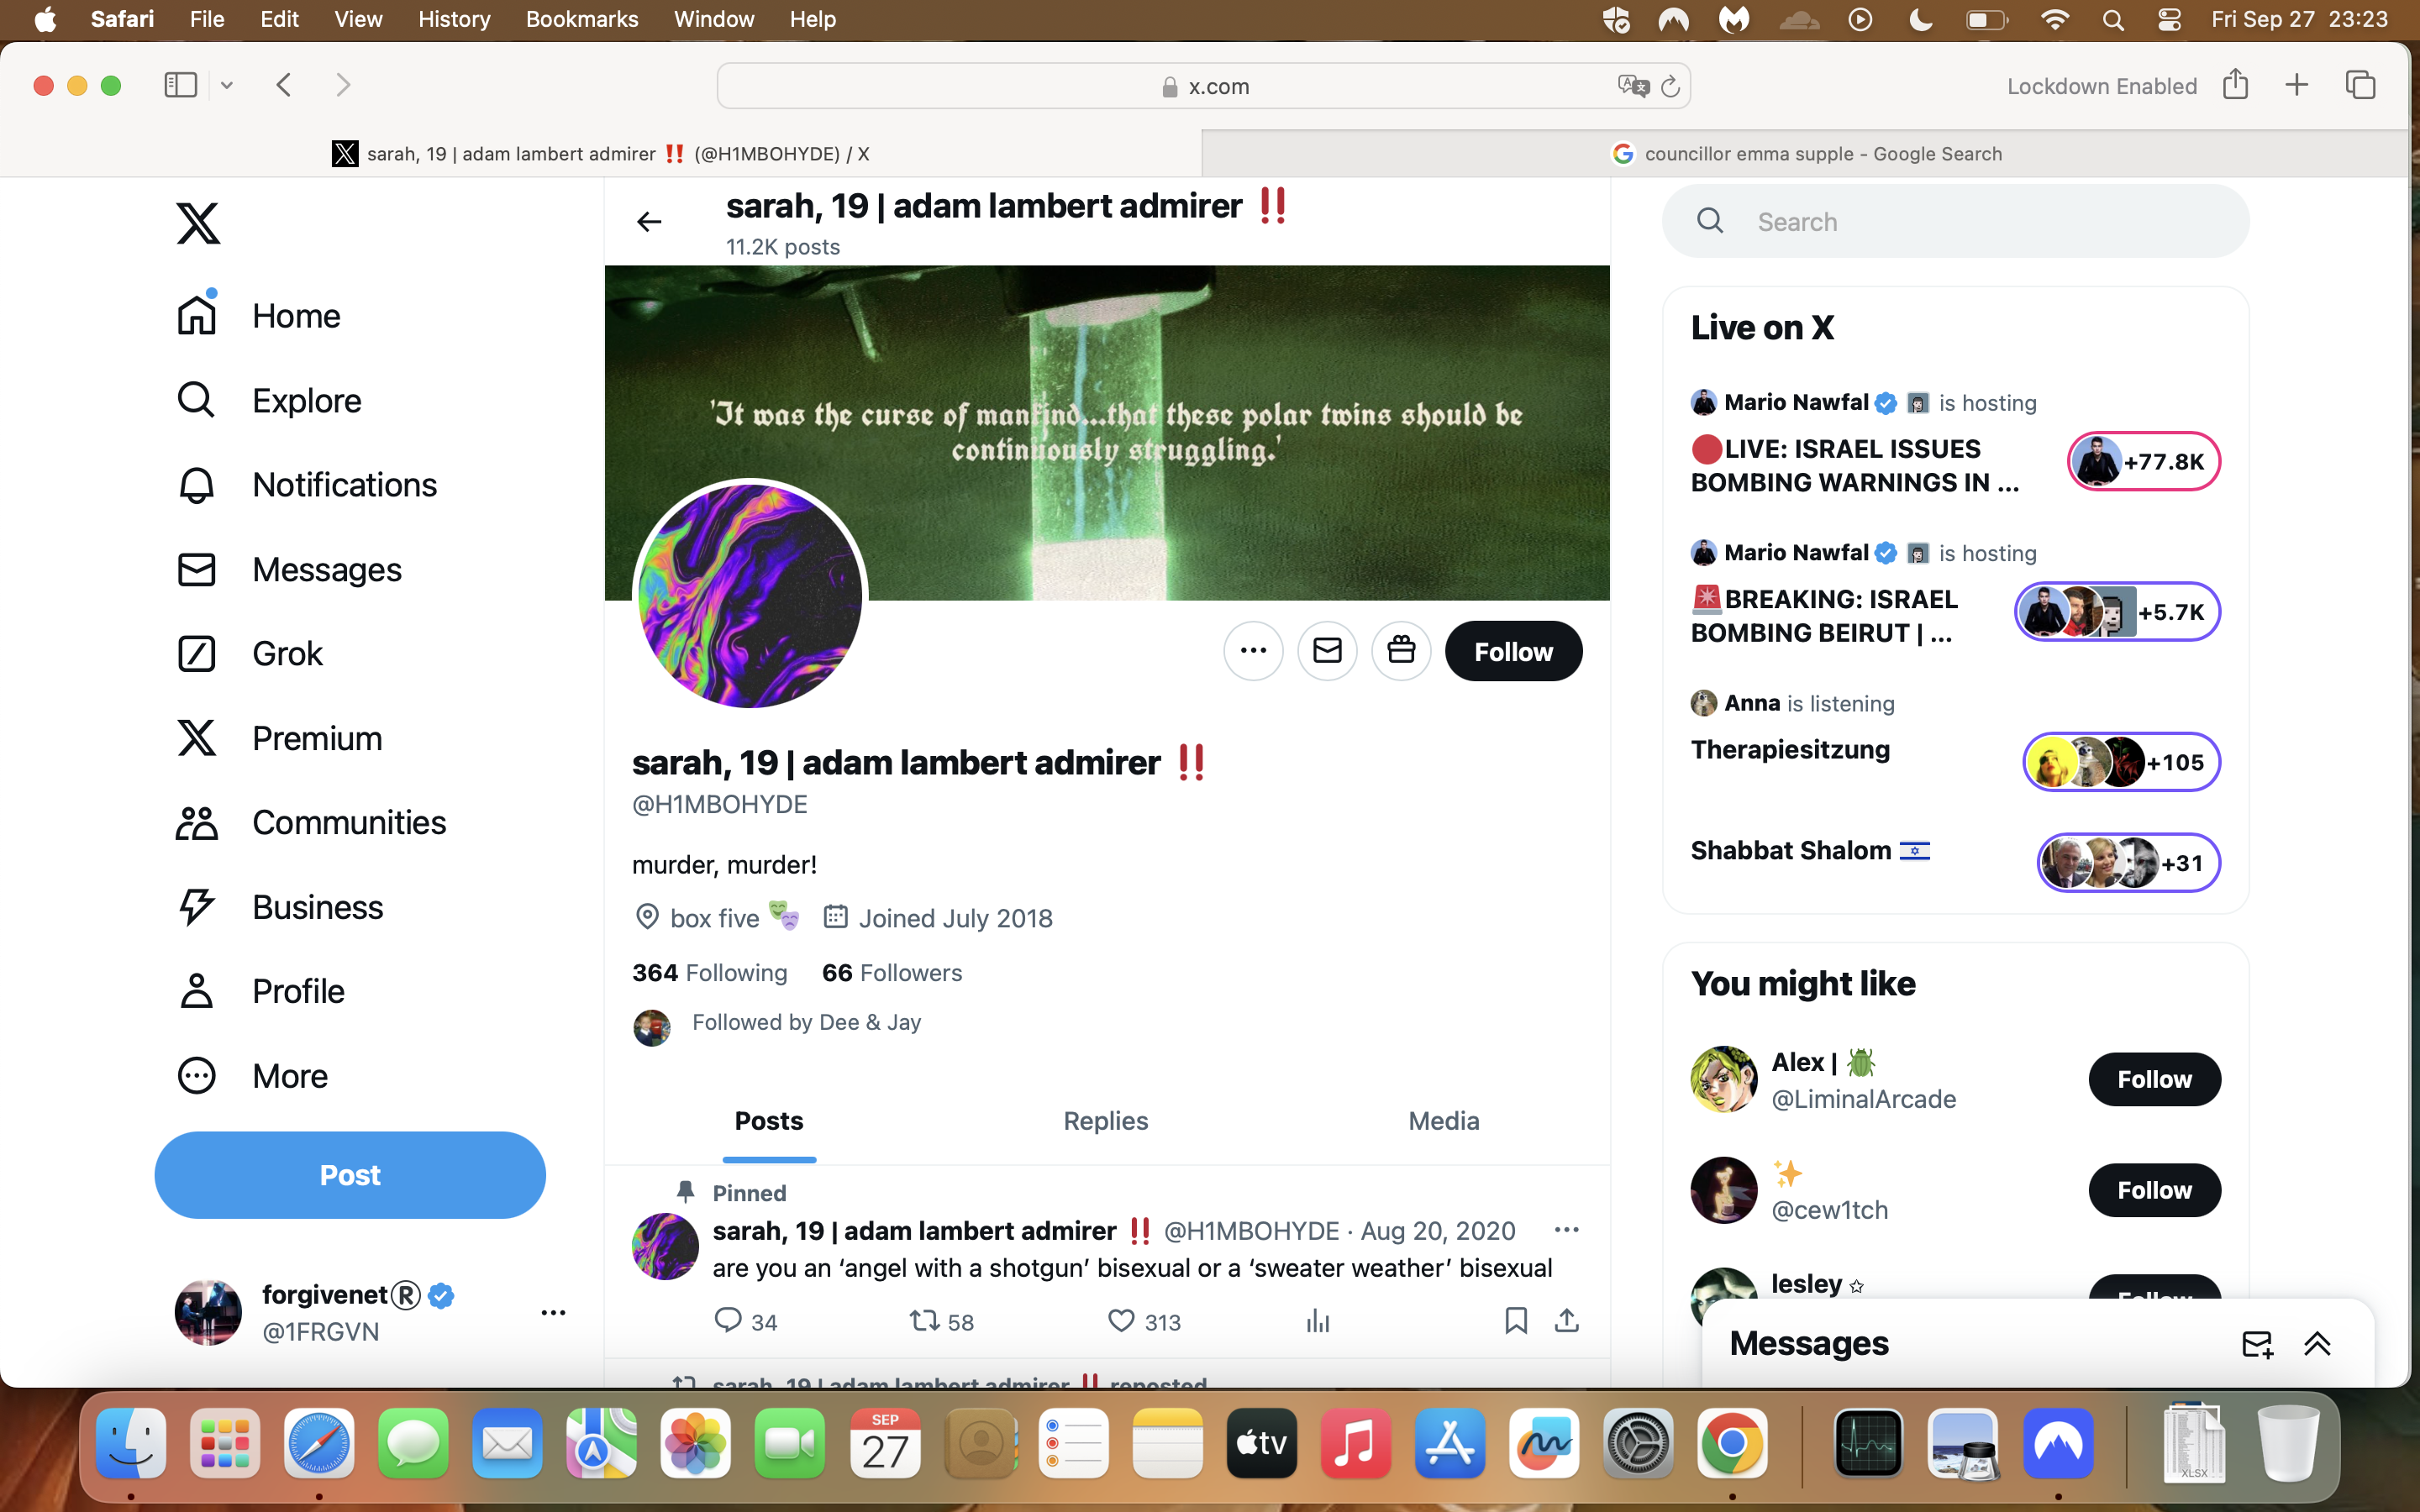 Safari File Edit View History Bookmarks Window Help Fri Sep 27 23:23
x.com
Lockdown Enabled
sarah, 19 | adam lambert admirer ‼️ (@H1MBOHYDE) / X
councillor emma supple - Google Search
Home
Explore
Notifications
Messages
Grok
Premium
Communities
Business
Profile
More
Post
forgivenet®
@1FRGVN
sarah, 19 | adam lambert admirer ‼️
11.2K posts
'It was the curse of mankind...that these polar twins should be
continuously struggling.'
Follow
sarah, 19 | adam lambert admirer ‼️
@H1MBOHYDE
murder, murder!
box five 🎭 Joined July 2018
364 Following 66 Followers
Followed by Dee & Jay
Posts Replies Media
Pinned
sarah, 19 | adam lambert admirer ‼️ @H1MBOHYDE · Aug 20, 2020
are you an ‘angel with a shotgun’ bisexual or a ‘sweater weather’ bisexual
34 58 313
sarah, 19 | adam lambert admirer ‼️ reposted
Search
Live on X
Mario Nawfal is hosting
🔴LIVE: ISRAEL ISSUES
BOMBING WARNINGS IN ...
+77.8K
Mario Nawfal is hosting
🚨BREAKING: ISRAEL
BOMBING BEIRUT | ...
+5.7K
Anna is listening
Therapiesitzung
+105
Shabbat Shalom 🇮🇱
+31
You might like
Alex | 🪲
@LiminalArcade
Follow
✨
@cew1tch
Follow
lesley ☆
Follow
Messages
SEP
27
tv
XLSX